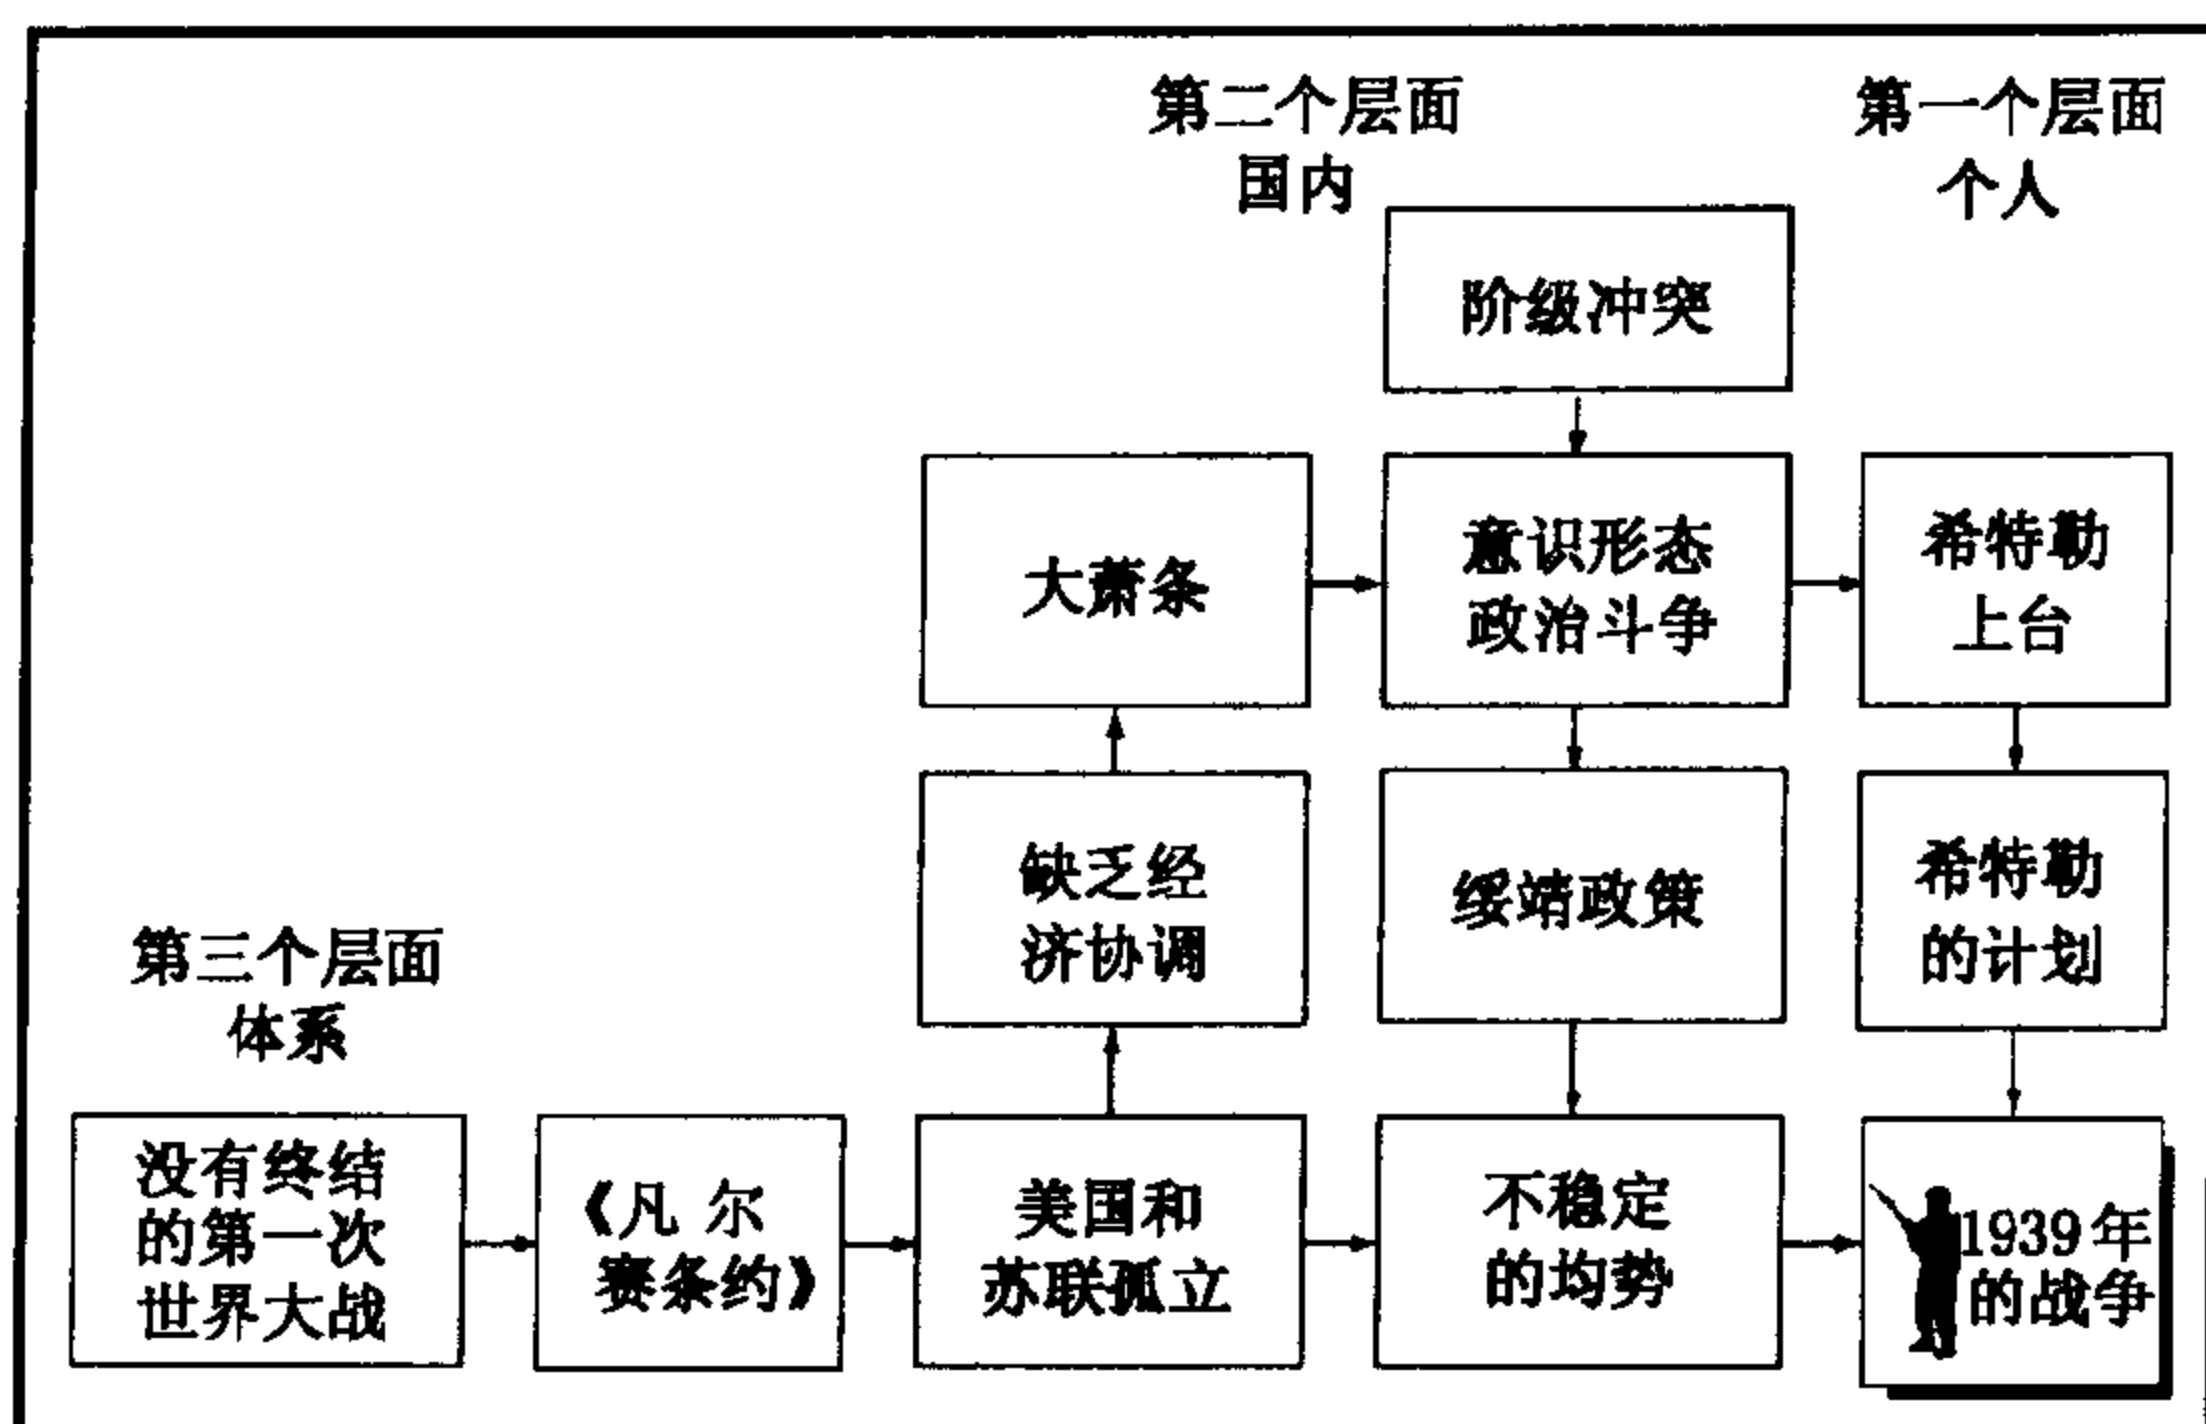 第二个层面
国内
第一个层面
个人
阶级冲突
大萧条
意识形态
政治斗争
希特勒
上台
缺乏经
济协调
绥靖政策
希特勒
的计划
第三个层面
体系
没有终结
的第一次
世界大战
《凡 尔
赛条约》
美国和
苏联孤立
不稳定
的均势
1939年
的战争